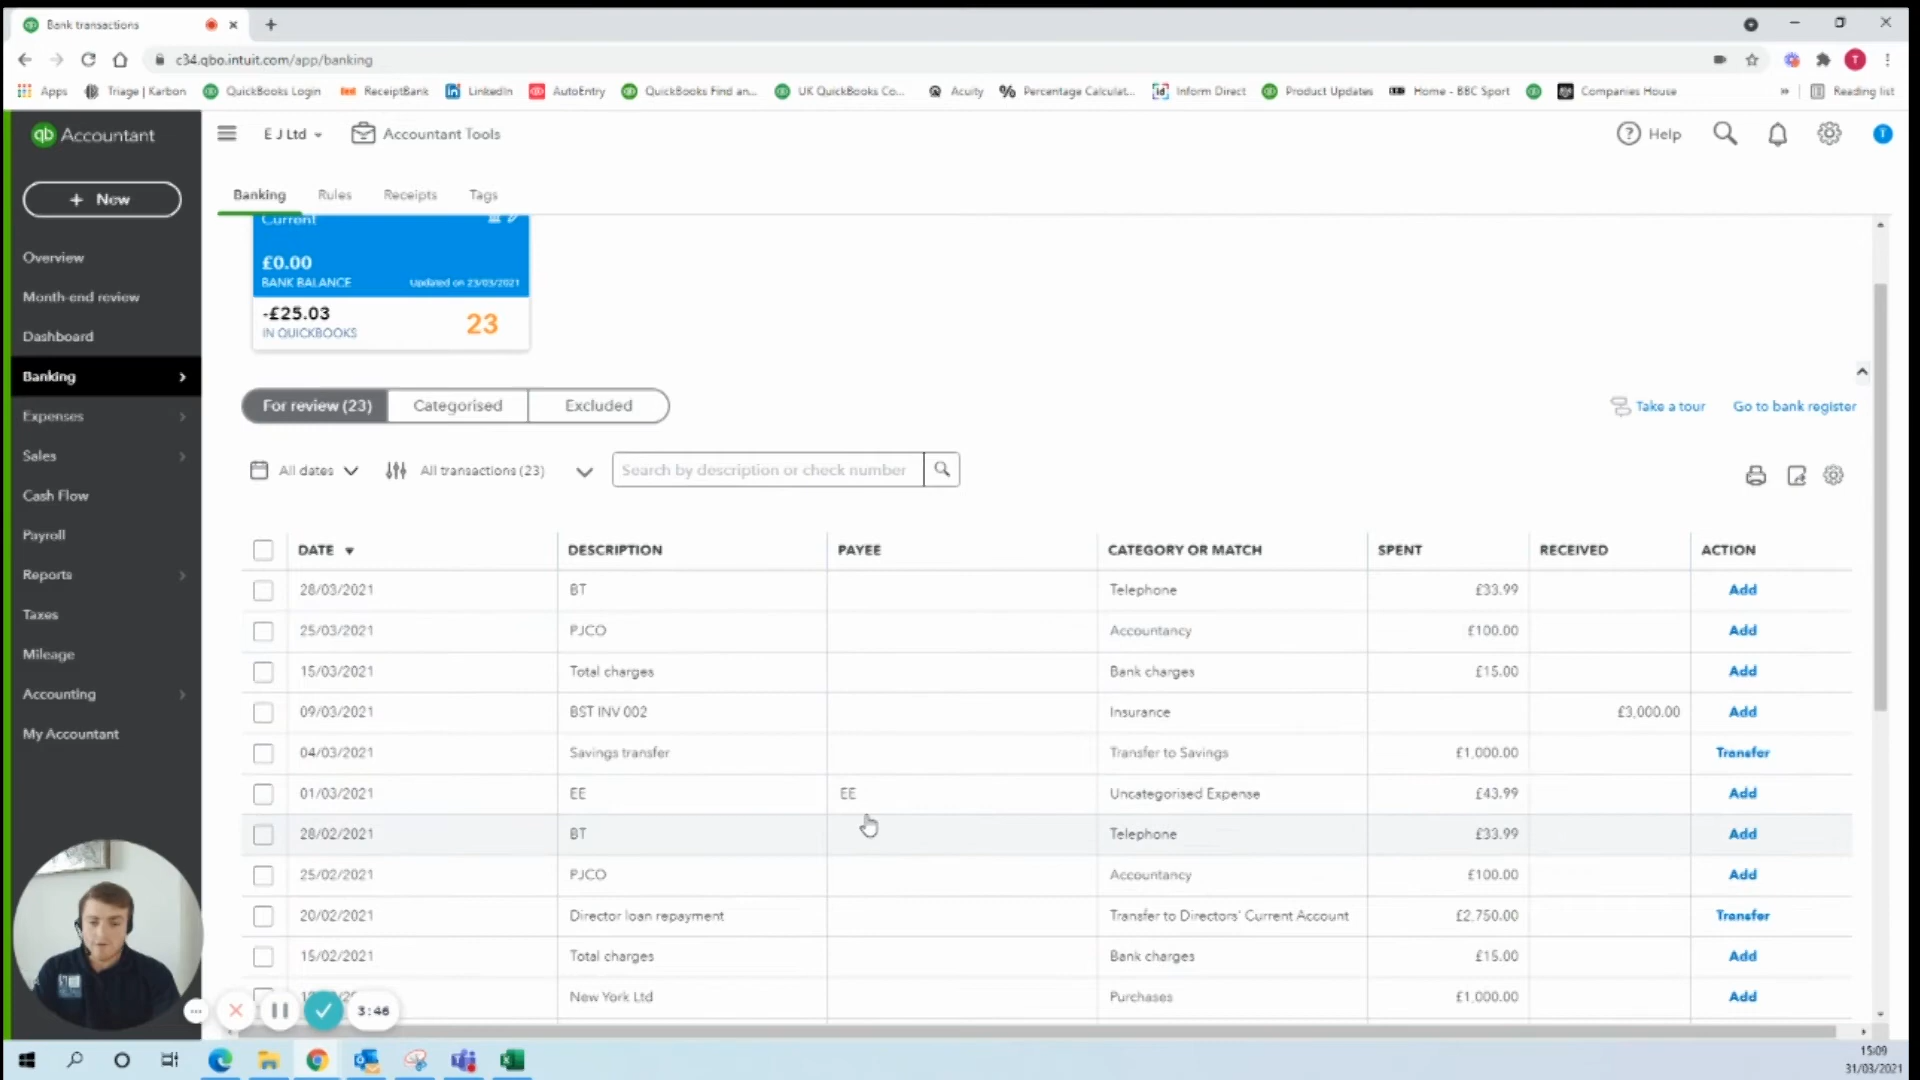 Bank transactions
c34.qbo.intuit.com/app/banking
Apps Triage | Karbon QuickBooks Login ReceiptBank LinkedIn AutoEntry QuickBooks Find an... UK QuickBooks Co... Acuity Percentage Calculat... Inform Direct Product Updates Home - BBC Sport Companies House » Reading list
qb Accountant
E J Ltd Accountant Tools
Help
T
+ New
Banking Rules Receipts Tags
Overview
Month-end review
Dashboard
Banking
Expenses
Sales
Cash Flow
Payroll
Reports
Taxes
Mileage
Accounting
My Accountant
Current
£0.00
BANK BALANCE Updated on 23/03/2021
-£25.03
IN QUICKBOOKS
23
For review (23) Categorised Excluded
Take a tour Go to bank register
All dates All transactions (23) Search by description or check number
DATE DESCRIPTION PAYEE CATEGORY OR MATCH SPENT RECEIVED ACTION
28/03/2021 BT Telephone £33.99 Add
25/03/2021 PJCO Accountancy £100.00 Add
15/03/2021 Total charges Bank charges £15.00 Add
09/03/2021 BST INV 002 Insurance £3,000.00 Add
04/03/2021 Savings transfer Transfer to Savings £1,000.00 Transfer
01/03/2021 EE EE Uncategorised Expense £43.99 Add
28/02/2021 BT Telephone £33.99 Add
25/02/2021 PJCO Accountancy £100.00 Add
20/02/2021 Director loan repayment Transfer to Directors' Current Account £2,750.00 Transfer
15/02/2021 Total charges Bank charges £15.00 Add
New York Ltd Purchases £1,000.00 Add
3:46
15:09
31/03/2021